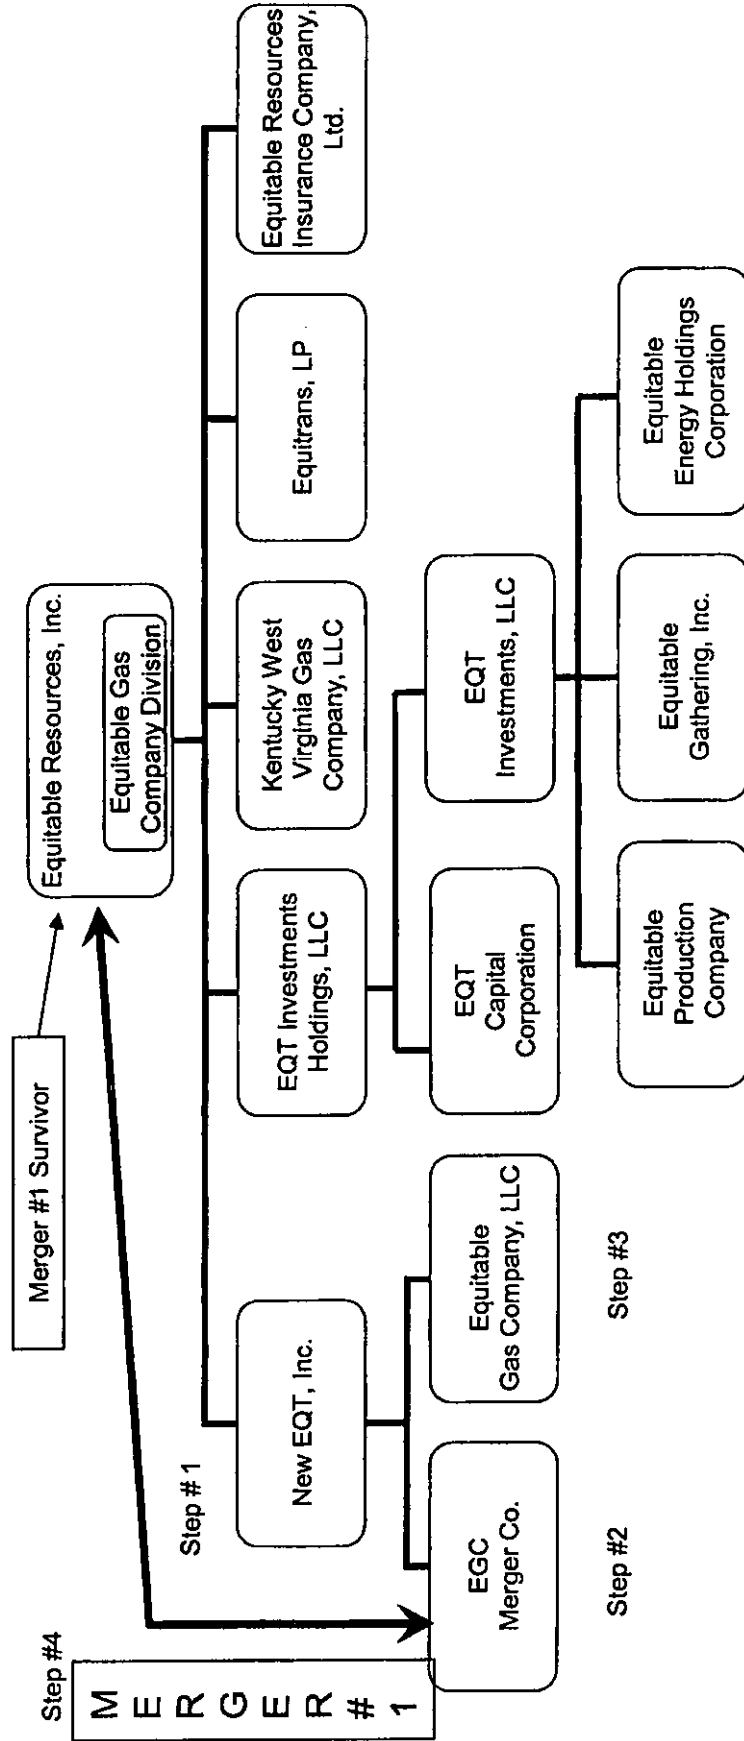 Step #4
MERGER#1
Merger #1 Survivor
Equitable Resources, Inc.
Equitable Gas
Company Division
Step # 1
New EQT, Inc.
EQT Investments
Holdings, LLC
Kentucky West
Virginia Gas
Company, LLC
Equitrans, LP
Equitable Resources
Insurance Company,
Ltd.
EGC
Merger Co.
Equitable
Gas Company, LLC
EQT
Capital
Corporation
EQT
Investments, LLC
Step #2
Step #3
Equitable
Production
Company
Equitable
Gathering, Inc.
Equitable
Energy Holdings
Corporation